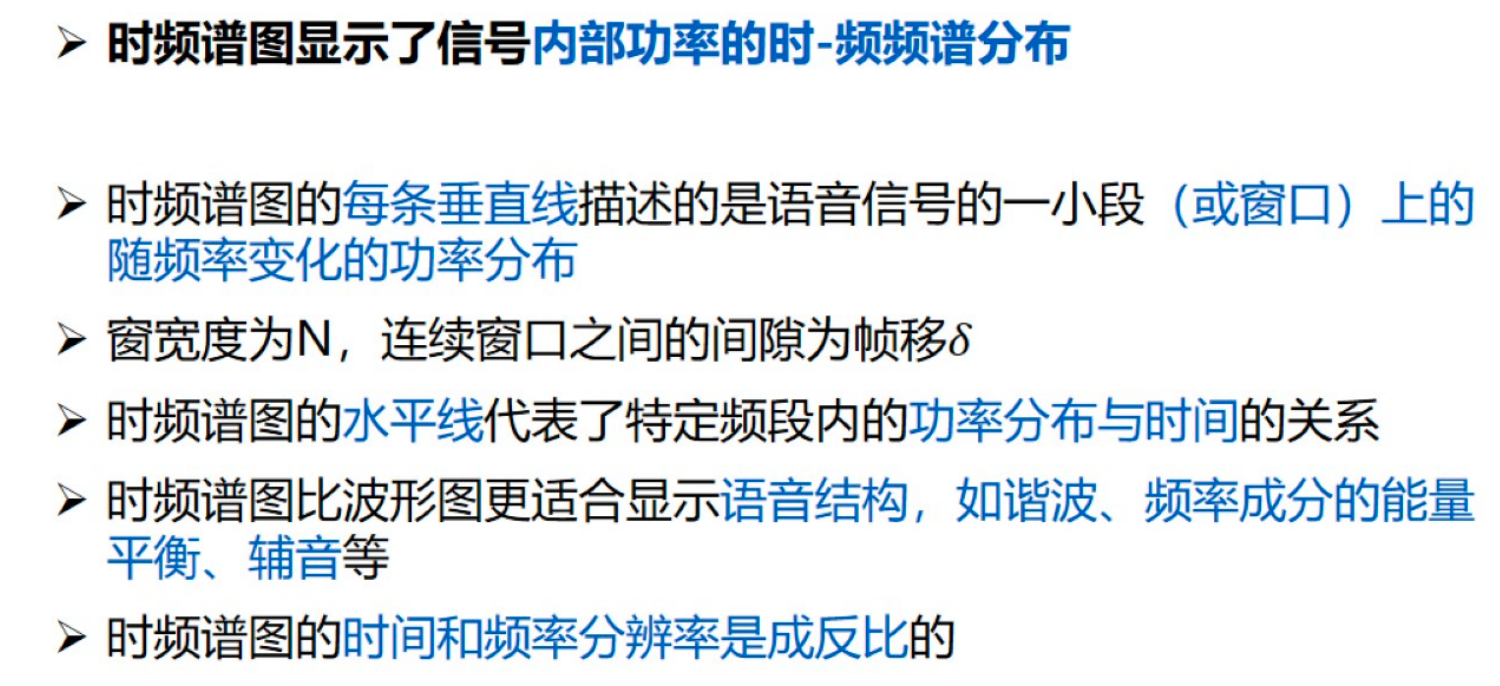 ➢ 时频谱图显示了信号内部功率的时-频频谱分布
➢ 时频谱图的每条垂直线描述的是语音信号的一小段（或窗口）上的
随频率变化的功率分布
➢ 窗宽度为N，连续窗口之间的间隙为帧移δ
➢ 时频谱图的水平线代表了特定频段内的功率分布与时间的关系
➢ 时频谱图比波形图更适合显示语音结构，如谐波、频率成分的能量
平衡、辅音等
➢ 时频谱图的时间和频率分辨率是成反比的